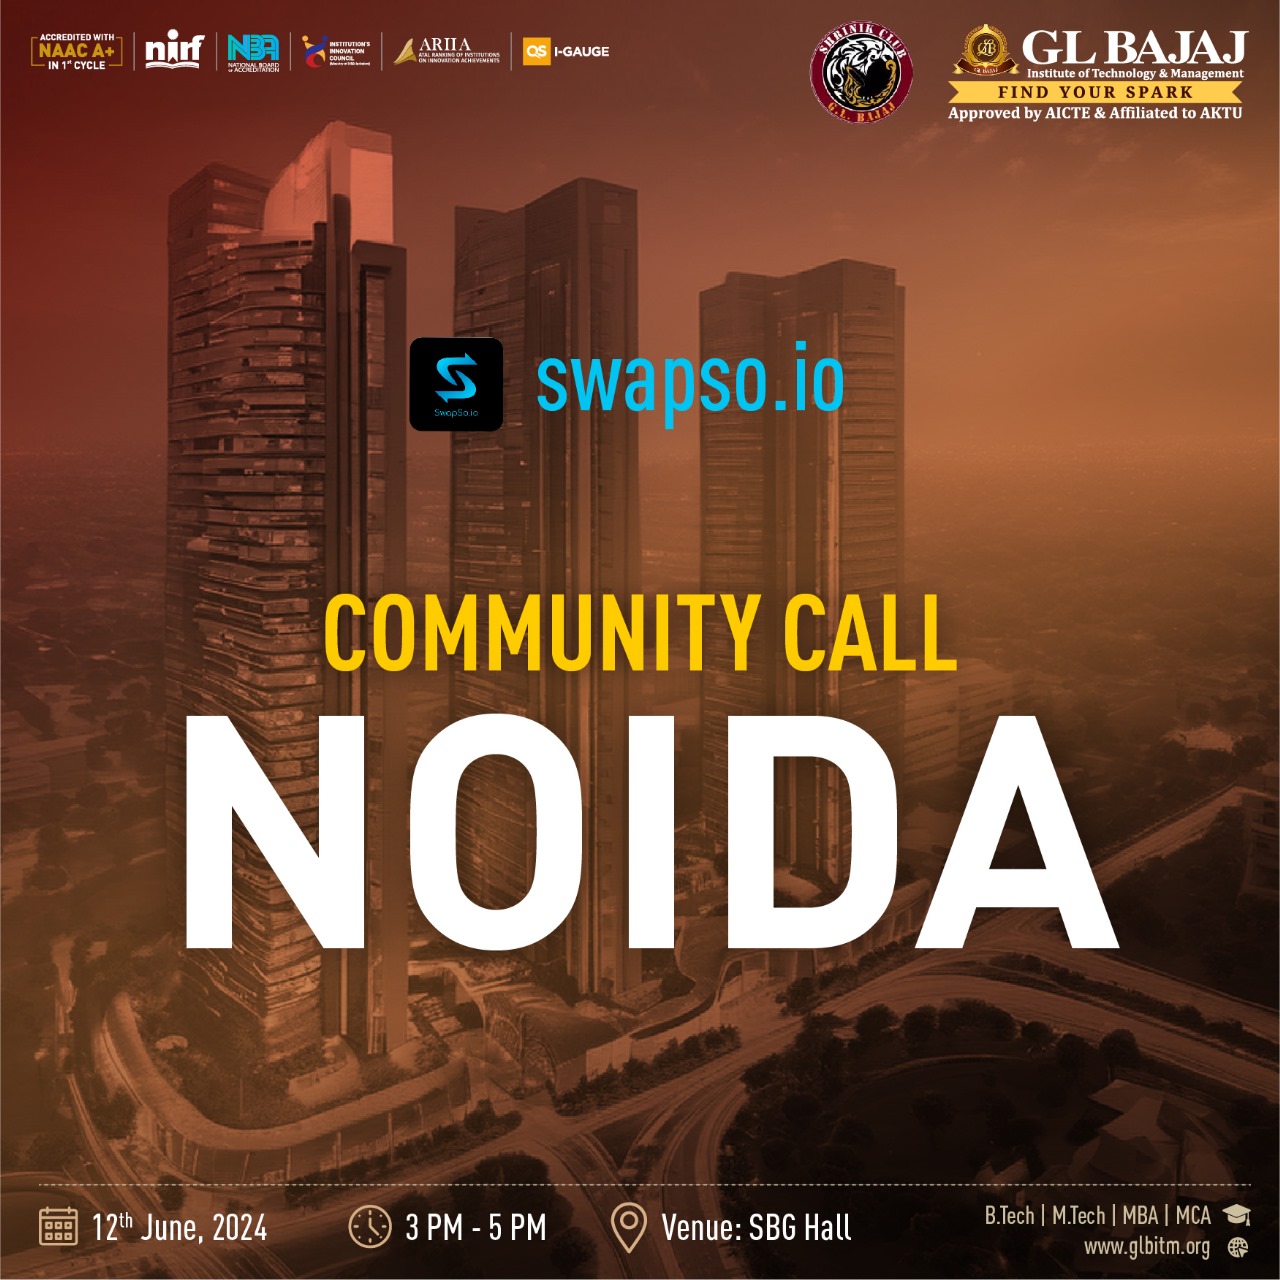 ACCREDITED WITH
NAAC A+
IN 1st CYCLE
nirf
NBA
NATIONAL BOARD
of ACCREDITATION
INSTITUTION'S
INNOVATION
COUNCIL
ARIIA
ATAL RANKING OF INSTITUTIONS
ON INNOVATION ACHIEVEMENTS
QS I-GAUGE
SHRINIK CLUB
G.L. BAJAJ
GL BAJAJ
Institute of Technology & Management
FIND YOUR SPARK
Approved by AICTE & Affiliated to AKTU
SwapSo.io
swapso.io
COMMUNITY CALL
NOIDA
12th June, 2024
3 PM - 5 PM
Venue: SBG Hall
B.Tech | M.Tech | MBA | MCA
www.glbitm.org